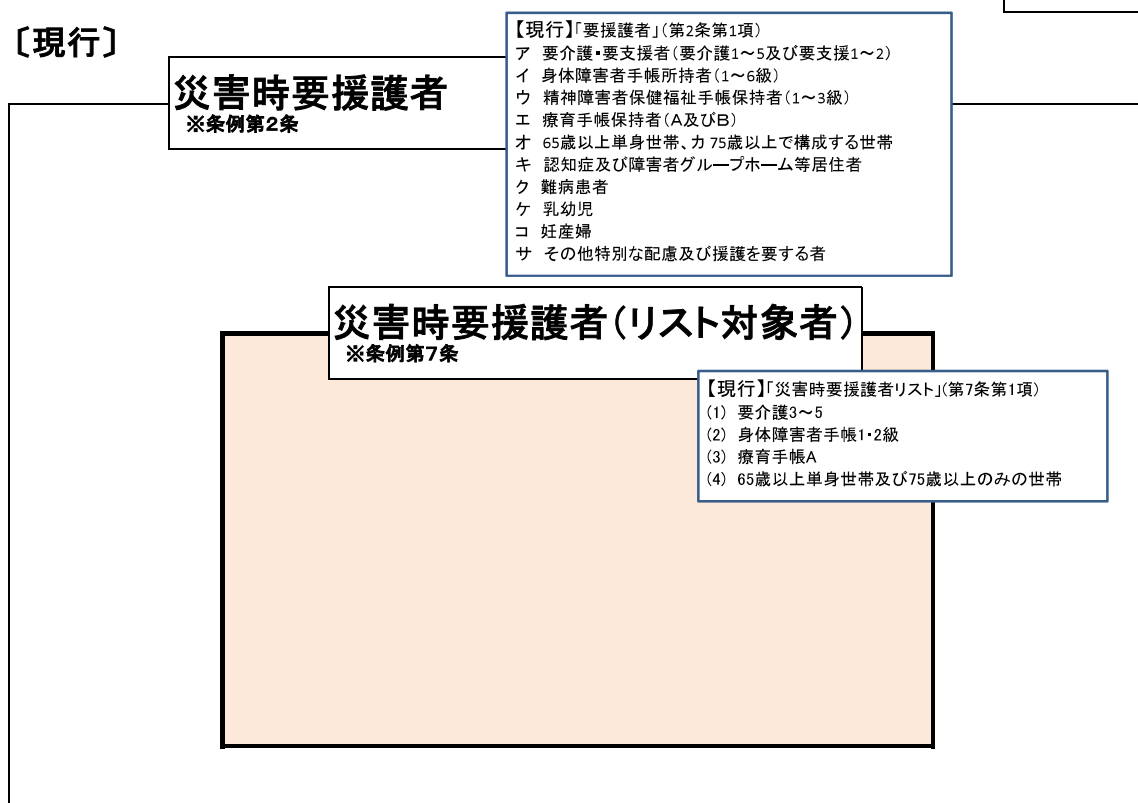 〔現行〕
災害時要援護者
※条例第2条
【現行】「要援護者」(第2条第1項)
ア 要介護・要支援者(要介護1～5及び要支援1～2)
イ 身体障害者手帳所持者(1～6級)
ウ 精神障害者保健福祉手帳保持者(1～3級)
エ 療育手帳保持者(A及びB)
オ 65歳以上単身世帯、カ 75歳以上で構成する世帯
キ 認知症及び障害者グループホーム等居住者
ク 難病患者
ケ 乳幼児
コ 妊産婦
サ その他特別な配慮及び援護を要する者
災害時要援護者(リスト対象者)
※条例第7条
【現行】「災害時要援護者リスト」(第7条第1項)
(1) 要介護3～5
(2) 身体障害者手帳1・2級
(3) 療育手帳A
(4) 65歳以上単身世帯及び75歳以上のみの世帯